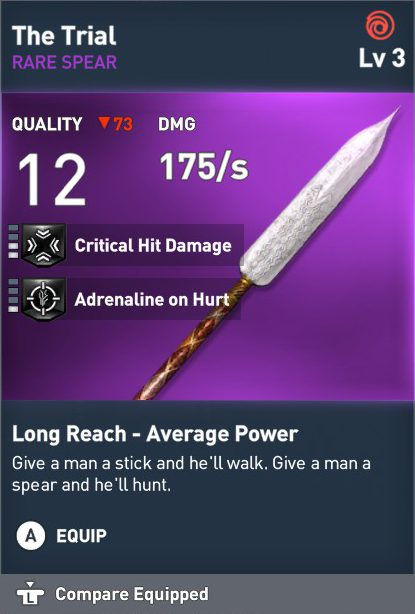 The Trial
RARE SPEAR
Lv 3
QUALITY ▼73 DMG
12 175/s
Critical Hit Damage
Adrenaline on Hurt
Long Reach - Average Power
Give a man a stick and he'll walk. Give a man a
spear and he'll hunt.
A EQUIP
L Compare Equipped